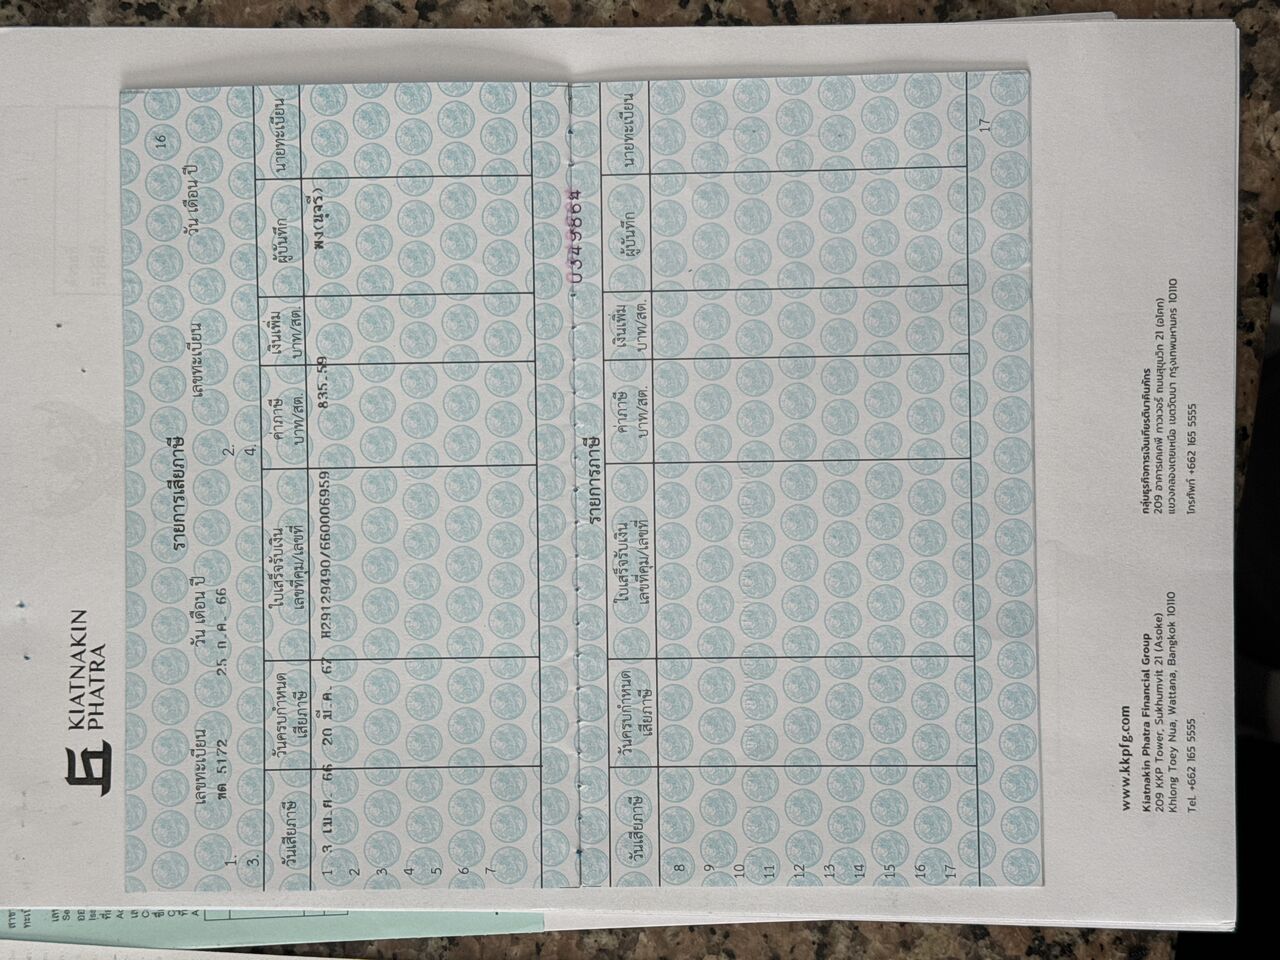 KIATNAKIN
PHATRA
รายการเสียภาษี
16
เลขทะเบียน วัน เดือน ปี เลขทะเบียน วัน เดือน ปี
1. พต 5172 25 ก.ค. 66 2.
3. 4.
วันเสียภาษี วันครบกำหนด ใบเสร็จรับเงิน ค่าภาษี เงินเพิ่ม ผู้บันทึก นายทะเบียน
เสียภาษี เลขที่คุม/เลขที่ บาท/สต. บาท/สต.
1 3 เม.ค. 66 20 มี.ค. 67 H29129490/660006959 835.59 พง(นุจรี)
2
3
4
5
6
7
0349864
รายการภาษี
วันเสียภาษี วันครบกำหนด ใบเสร็จรับเงิน ค่าภาษี เงินเพิ่ม ผู้บันทึก นายทะเบียน
เสียภาษี เลขที่คุม/เลขที่ บาท/สต. บาท/สต.
8
9
10
11
12
13
14
15
16
17
17
www.kkpfg.com
Kiatnakin Phatra Financial Group
209 KKP Tower, Sukhumvit 21 (Asoke)
Khlong Toey Nua, Wattana, Bangkok 10110
Tel. +662 165 5555
กลุ่มธุรกิจการเงินเกียรตินาคินภัทร
209 อาคารเคเคพี ทาวเวอร์ ถนนสุขุมวิท 21 (อโศก)
แขวงคลองเตยเหนือ เขตวัฒนา กรุงเทพมหานคร 10110
โทรศัพท์ +662 165 5555